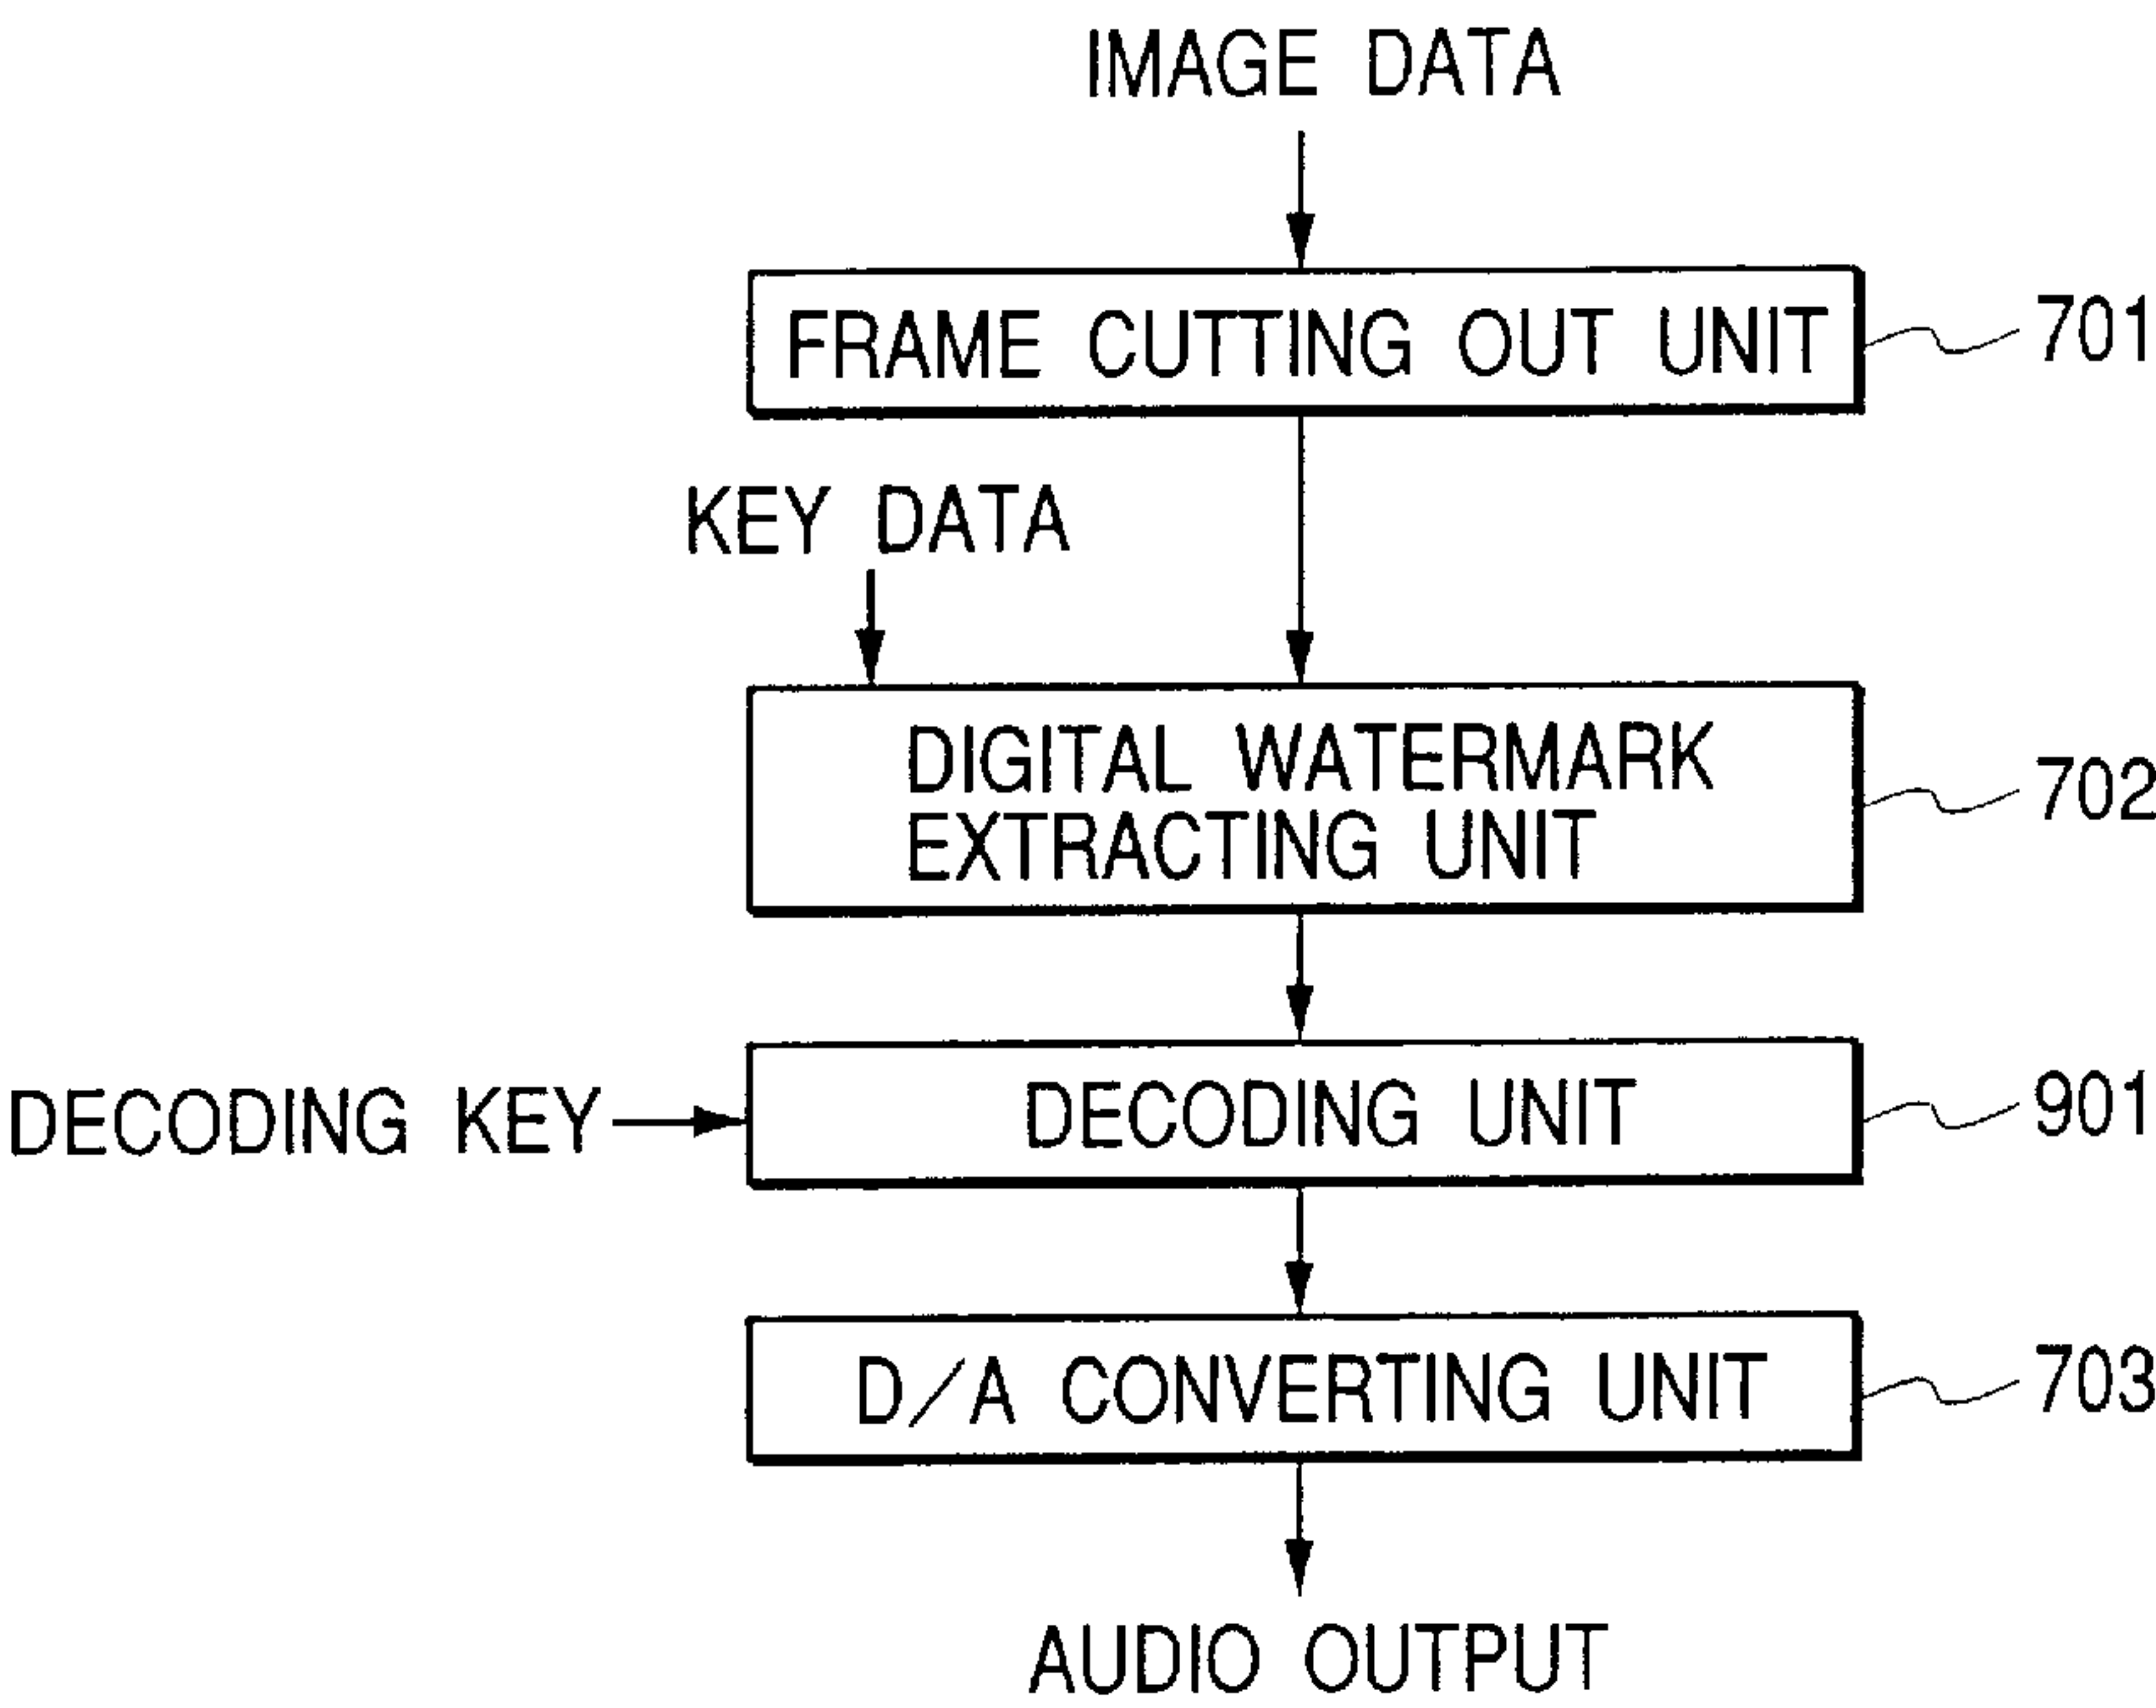 IMAGE DATA
FRAME CUTTING OUT UNIT
701
KEY DATA
DIGITAL WATERMARK
EXTRACTING UNIT
702
DECODING KEY
DECODING UNIT
901
D/A CONVERTING UNIT
703
AUDIO OUTPUT